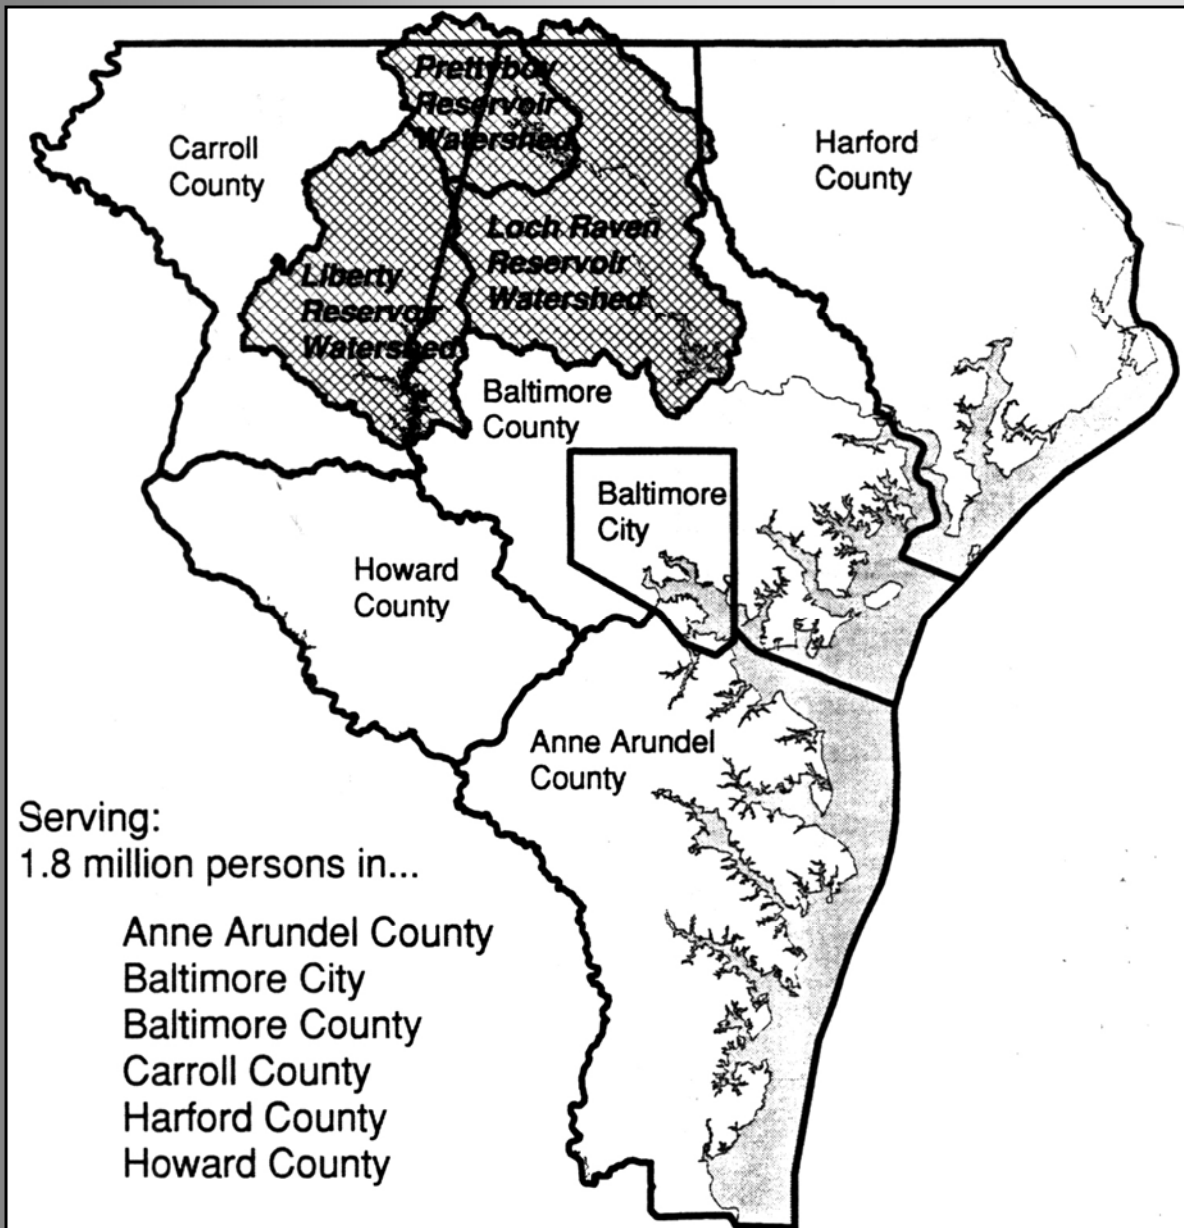 Prettyboy
Reservoir
Watershed
Carroll
County
Harford
County
Loch Raven
Reservoir
Watershed
Liberty
Reservoir
Watershed
Baltimore
County
Baltimore
City
Howard
County
Anne Arundel
County
Serving:
1.8 million persons in...
Anne Arundel County
Baltimore City
Baltimore County
Carroll County
Harford County
Howard County